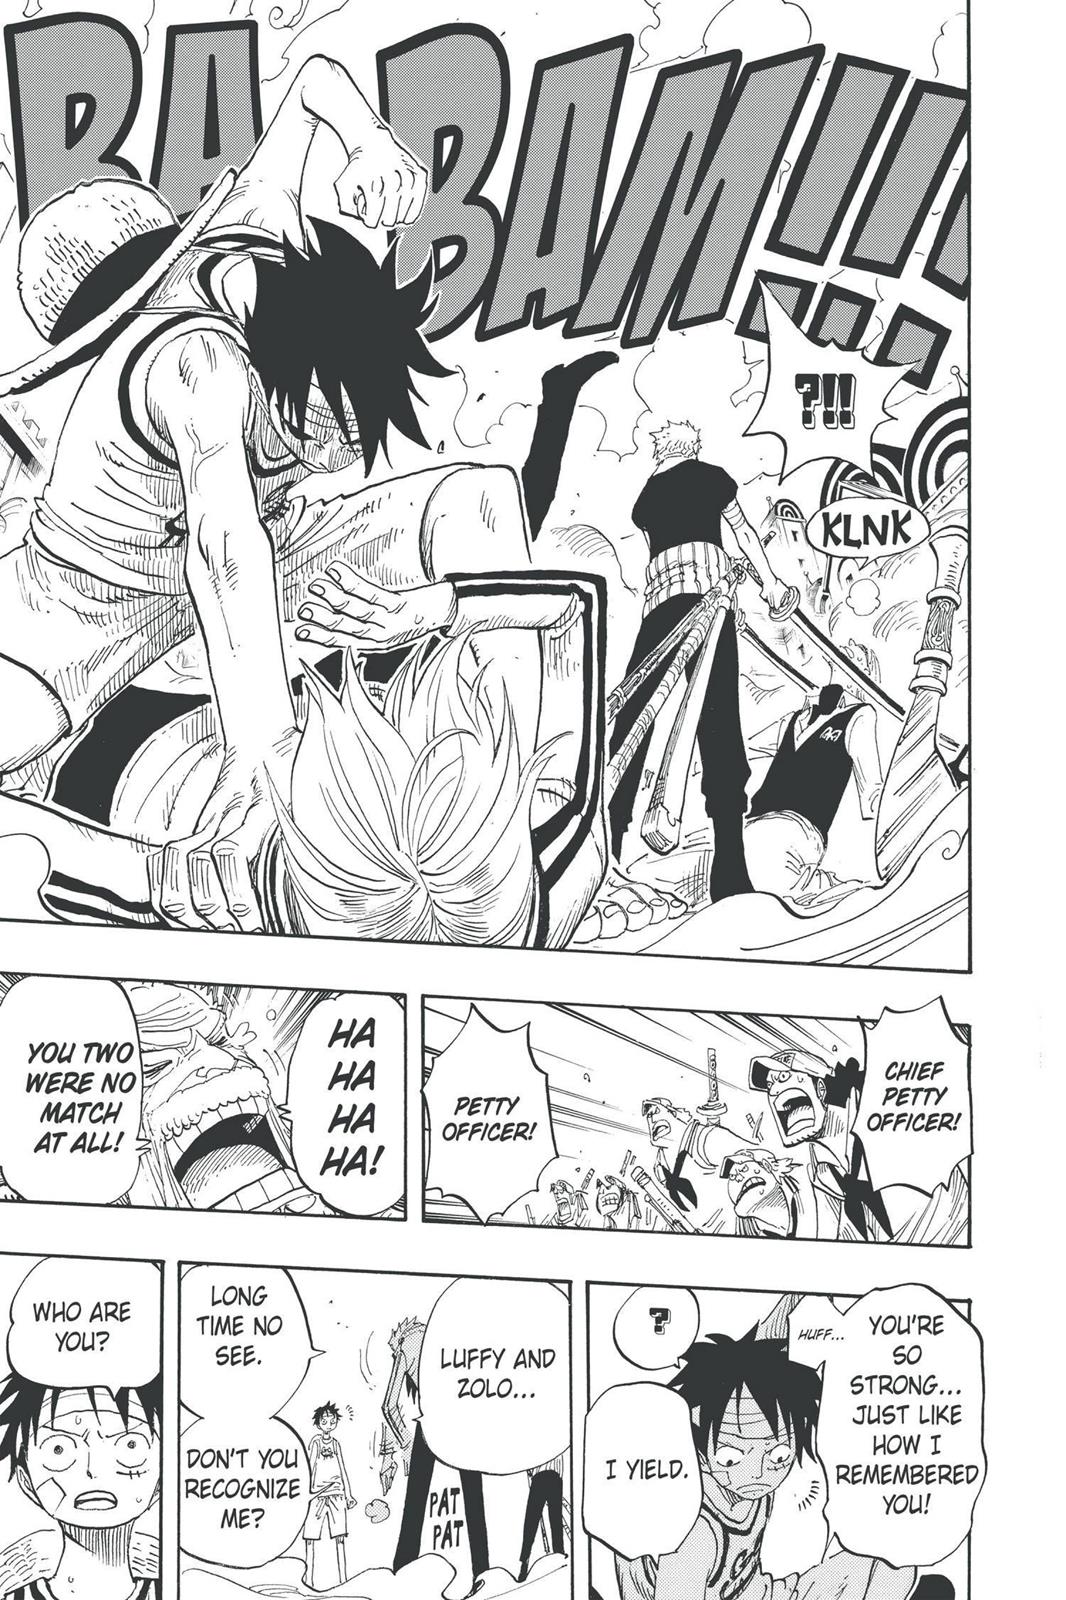 BA
BAM!!!
!!!
?!!
KLNK
CHIEF
PETTY
OFFICER!
PETTY
OFFICER!
HA
HA
HA
HA!
YOU TWO
WERE NO
MATCH
AT ALL!
YOU'RE
SO
STRONG...
JUST LIKE
HOW I
REMEMBERED
YOU!
HUFF...
?
I YIELD.
LUFFY AND
ZOLO...
PAT
PAT
LONG
TIME NO
SEE.
DON'T YOU
RECOGNIZE
ME?
WHO ARE
YOU?